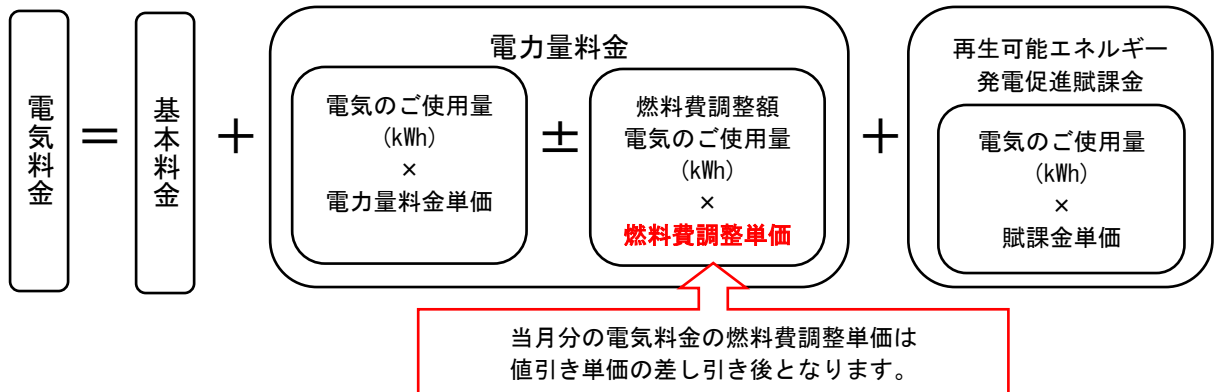 電気料金
＝
基本料金
＋
電力量料金
電気のご使用量
(kWh)
×
電力量料金単価
±
燃料費調整額
電気のご使用量
(kWh)
×
燃料費調整単価
＋
再生可能エネルギー
発電促進賦課金
電気のご使用量
(kWh)
×
賦課金単価
当月分の電気料金の燃料費調整単価は
値引き単価の差し引き後となります。